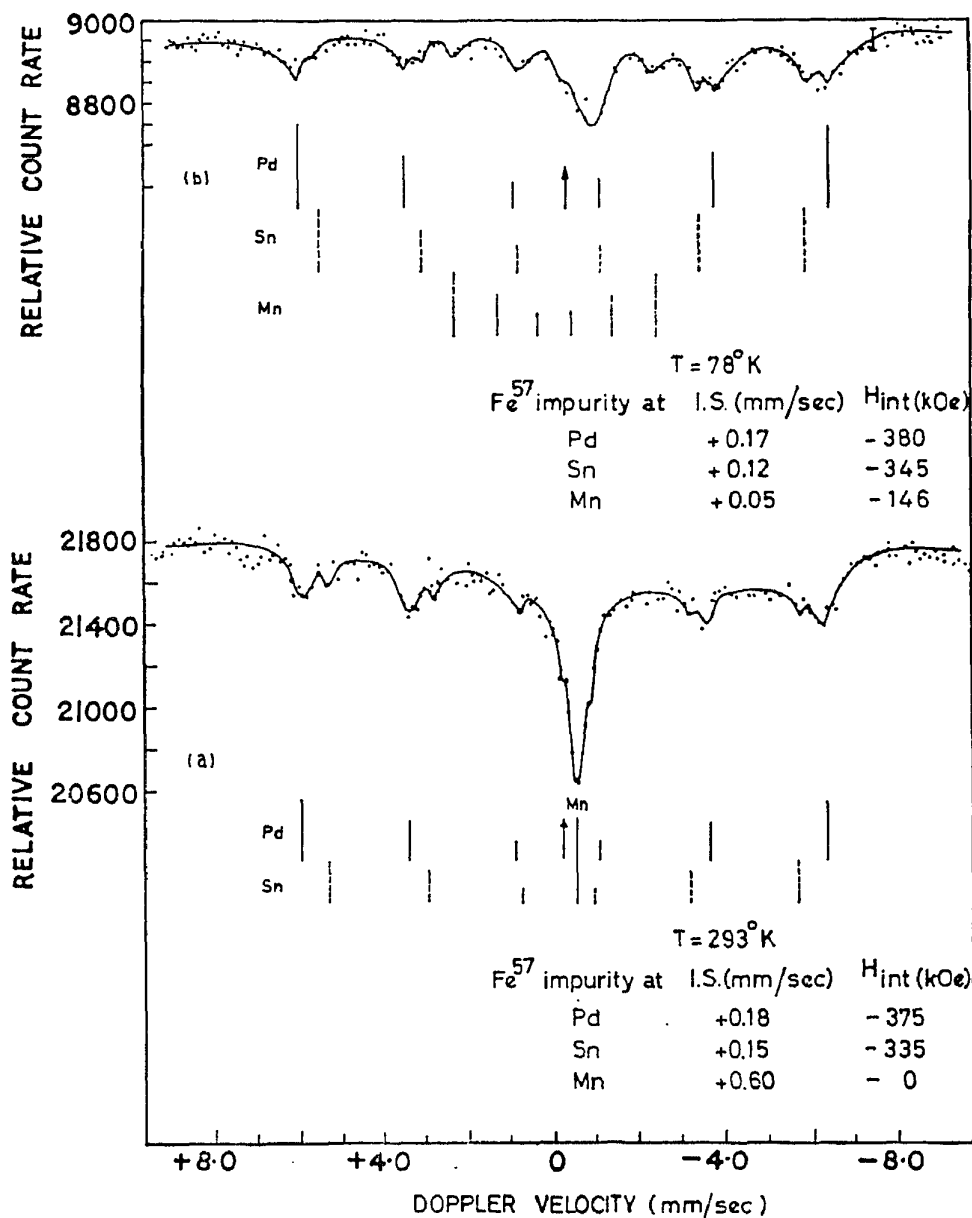 RELATIVE COUNT RATE
9000
8800
(b)
Pd
Sn
Mn
T = 78°K
Fe57 impurity at I.S. (mm/sec) Hint (kOe)
Pd +0.17 -380
Sn +0.12 -345
Mn +0.05 -146
RELATIVE COUNT RATE
21800
21400
21000
20600
(a)
Mn
Pd
Sn
T = 293°K
Fe57 impurity at I.S. (mm/sec) Hint (kOe)
Pd +0.18 -375
Sn +0.15 -335
Mn +0.60 - 0
+8.0 +4.0 0 -4.0 -8.0
DOPPLER VELOCITY (mm/sec)